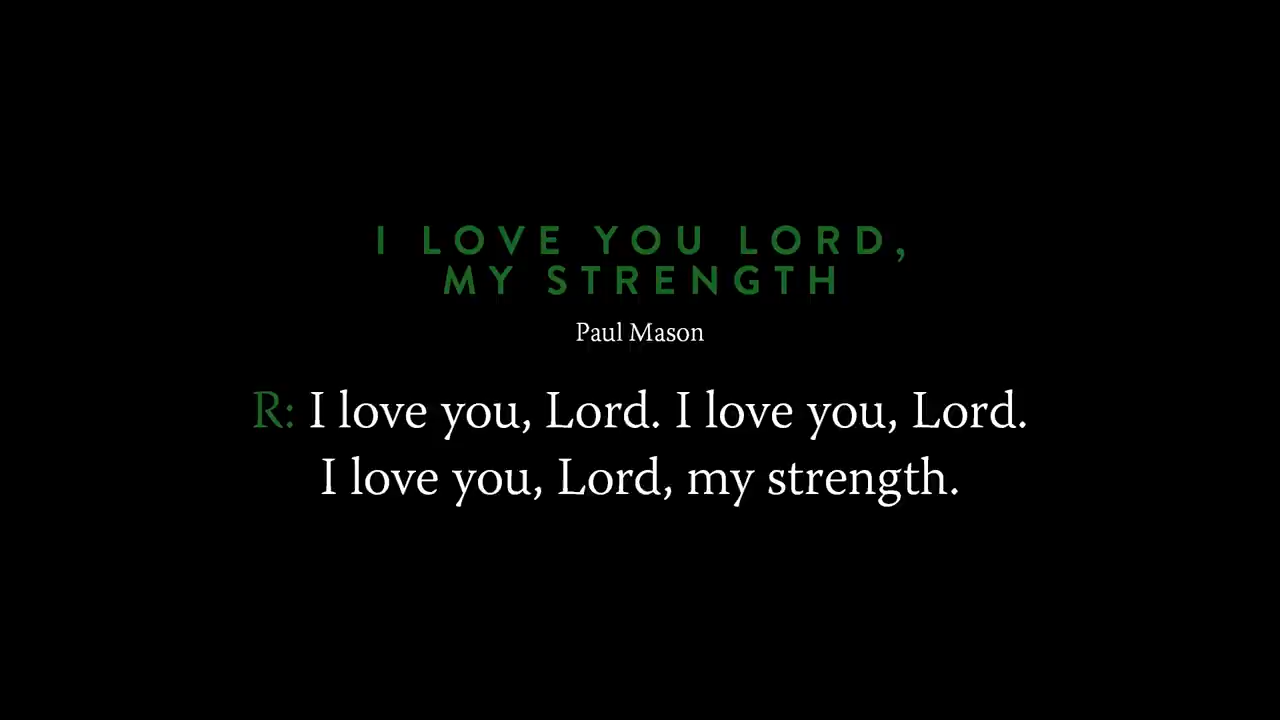 I LOVE YOU LORD,
MY STRENGTH
Paul Mason
R: I love you, Lord. I love you, Lord.
I love you, Lord, my strength.